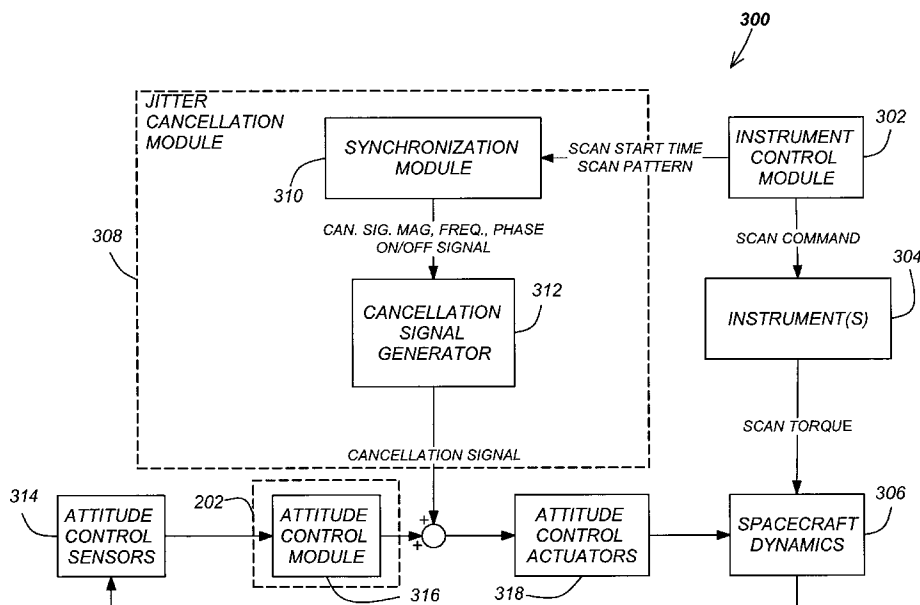 300
JITTER
CANCELLATION
MODULE
SYNCHRONIZATION
MODULE
310
SCAN START TIME
SCAN PATTERN
INSTRUMENT
CONTROL
MODULE
302
CAN. SIG. MAG, FREQ., PHASE
ON/OFF SIGNAL
SCAN COMMAND
308
CANCELLATION
SIGNAL
GENERATOR
312
INSTRUMENT(S)
304
CANCELLATION SIGNAL
SCAN TORQUE
314
ATTITUDE
CONTROL
SENSORS
202
ATTITUDE
CONTROL
MODULE
316
+
+
ATTITUDE
CONTROL
ACTUATORS
318
SPACECRAFT
DYNAMICS
306